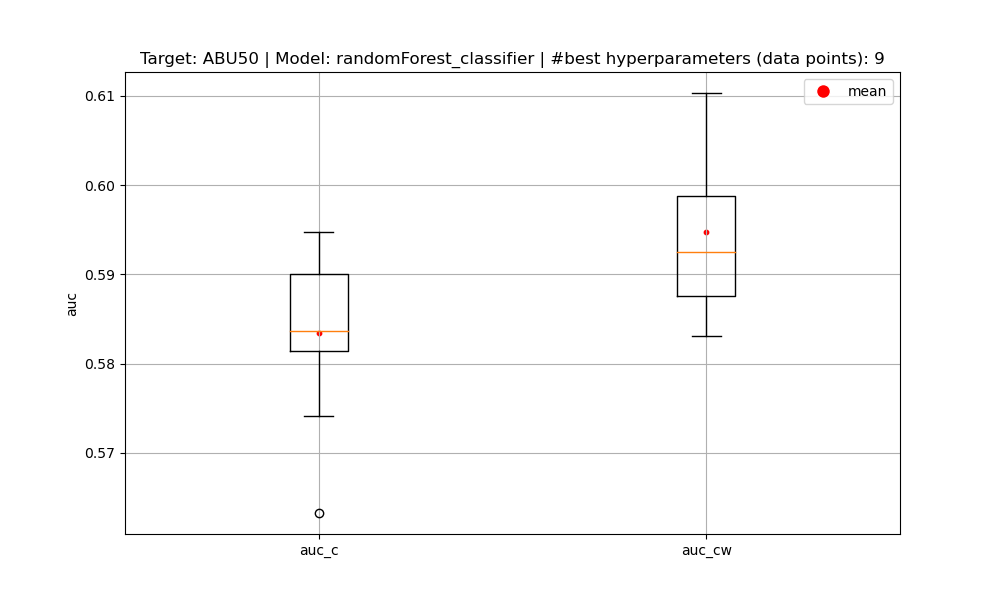 Target: ABU50 | Model: randomForest_classifier | #best hyperparameters (data points): 9
mean
0.61
0.60
0.59
0.58
0.57
auc
auc_c
auc_cw